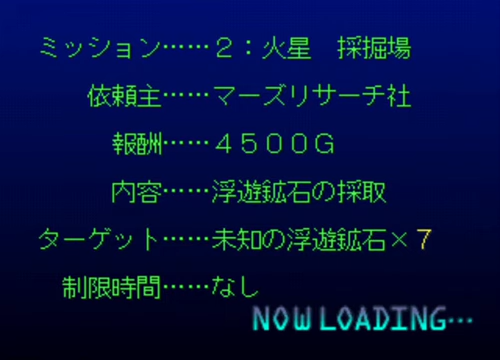 ミッション……２：火星　採掘場
依頼主……マーズリサーチ社
報酬……４５００Ｇ
内容……浮遊鉱石の採取
ターゲット……未知の浮遊鉱石×７
制限時間……なし
NOW LOADING…